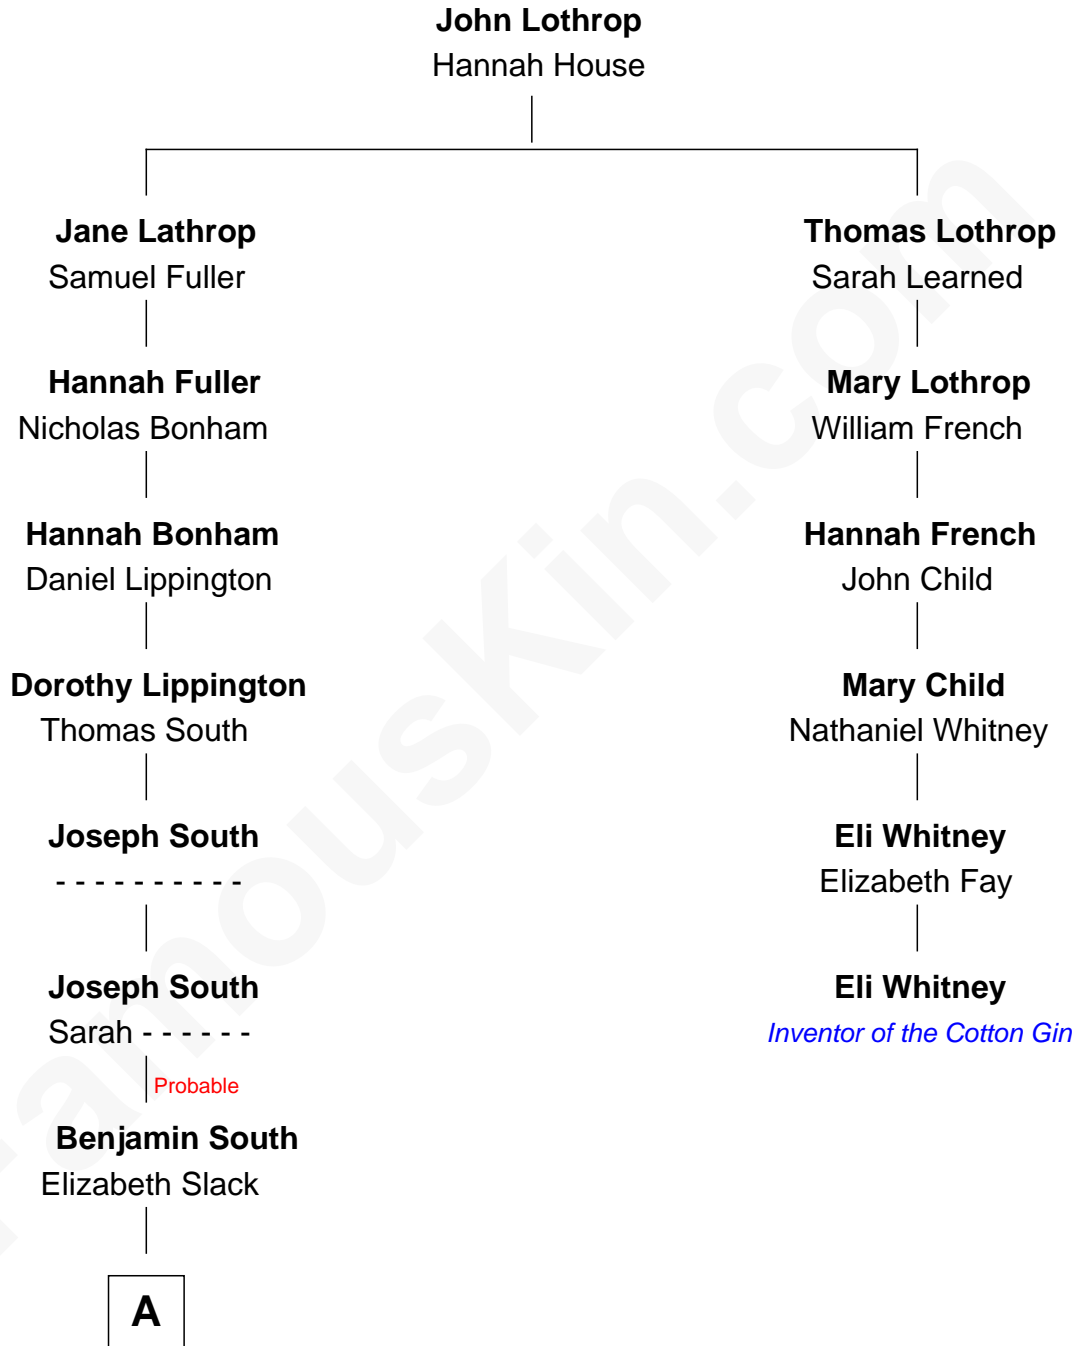 John Lothrop
Hannah House
Jane Lathrop
Samuel Fuller
Thomas Lothrop
Sarah Learned
Hannah Fuller
Nicholas Bonham
Mary Lothrop
William French
Hannah Bonham
Daniel Lippington
Hannah French
John Child
Dorothy Lippington
Thomas South
Mary Child
Nathaniel Whitney
Joseph South
- - - - - - - - - -
Eli Whitney
Elizabeth Fay
Joseph South
Sarah - - - - - -
Eli Whitney
Inventor of the Cotton Gin
Probable
Benjamin South
Elizabeth Slack
A
FamousKin.com